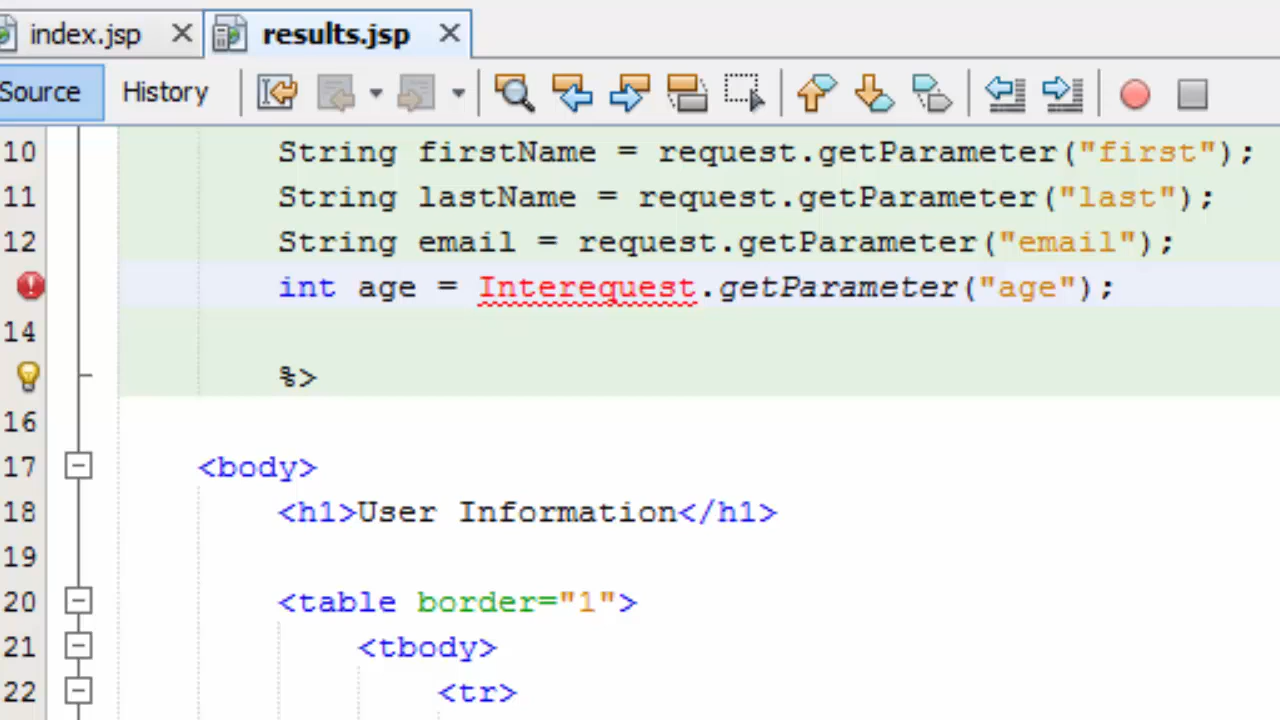 index.jsp results.jsp
Source History
10 String firstName = request.getParameter("first");
11 String lastName = request.getParameter("last");
12 String email = request.getParameter("email");
int age = Interequest.getParameter("age");
14
%>
16
17 <body>
18 <h1>User Information</h1>
19
20 <table border="1">
21 <tbody>
22 <tr>